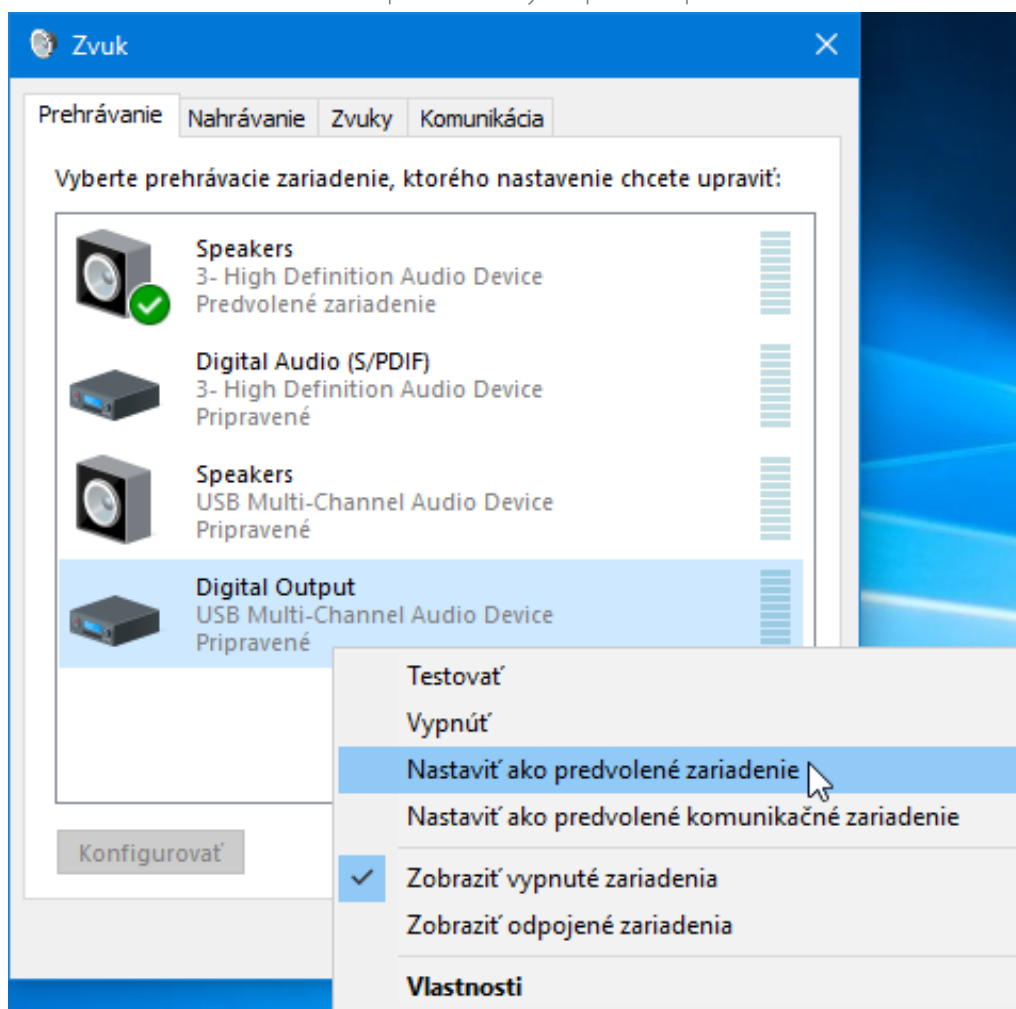 Zvuk
Prehrávanie Nahrávanie Zvuky Komunikácia
Vyberte prehrávacie zariadenie, ktorého nastavenie chcete upraviť:
Speakers
3- High Definition Audio Device
Predvolené zariadenie
Digital Audio (S/PDIF)
3- High Definition Audio Device
Pripravené
Speakers
USB Multi-Channel Audio Device
Pripravené
Digital Output
USB Multi-Channel Audio Device
Pripravené
Testovať
Vypnúť
Nastaviť ako predvolené zariadenie
Nastaviť ako predvolené komunikačné zariadenie
Konfigurovať
Zobraziť vypnuté zariadenia
Zobraziť odpojené zariadenia
Vlastnosti